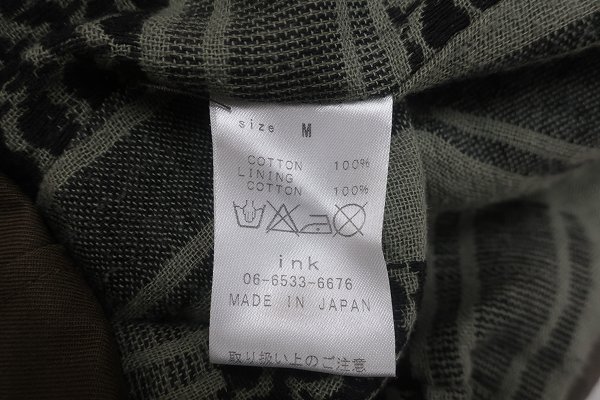 size M
COTTON 100%
LINING
COTTON 100%
ink
06-6533-6676
MADE IN JAPAN
取り扱い上のご注意